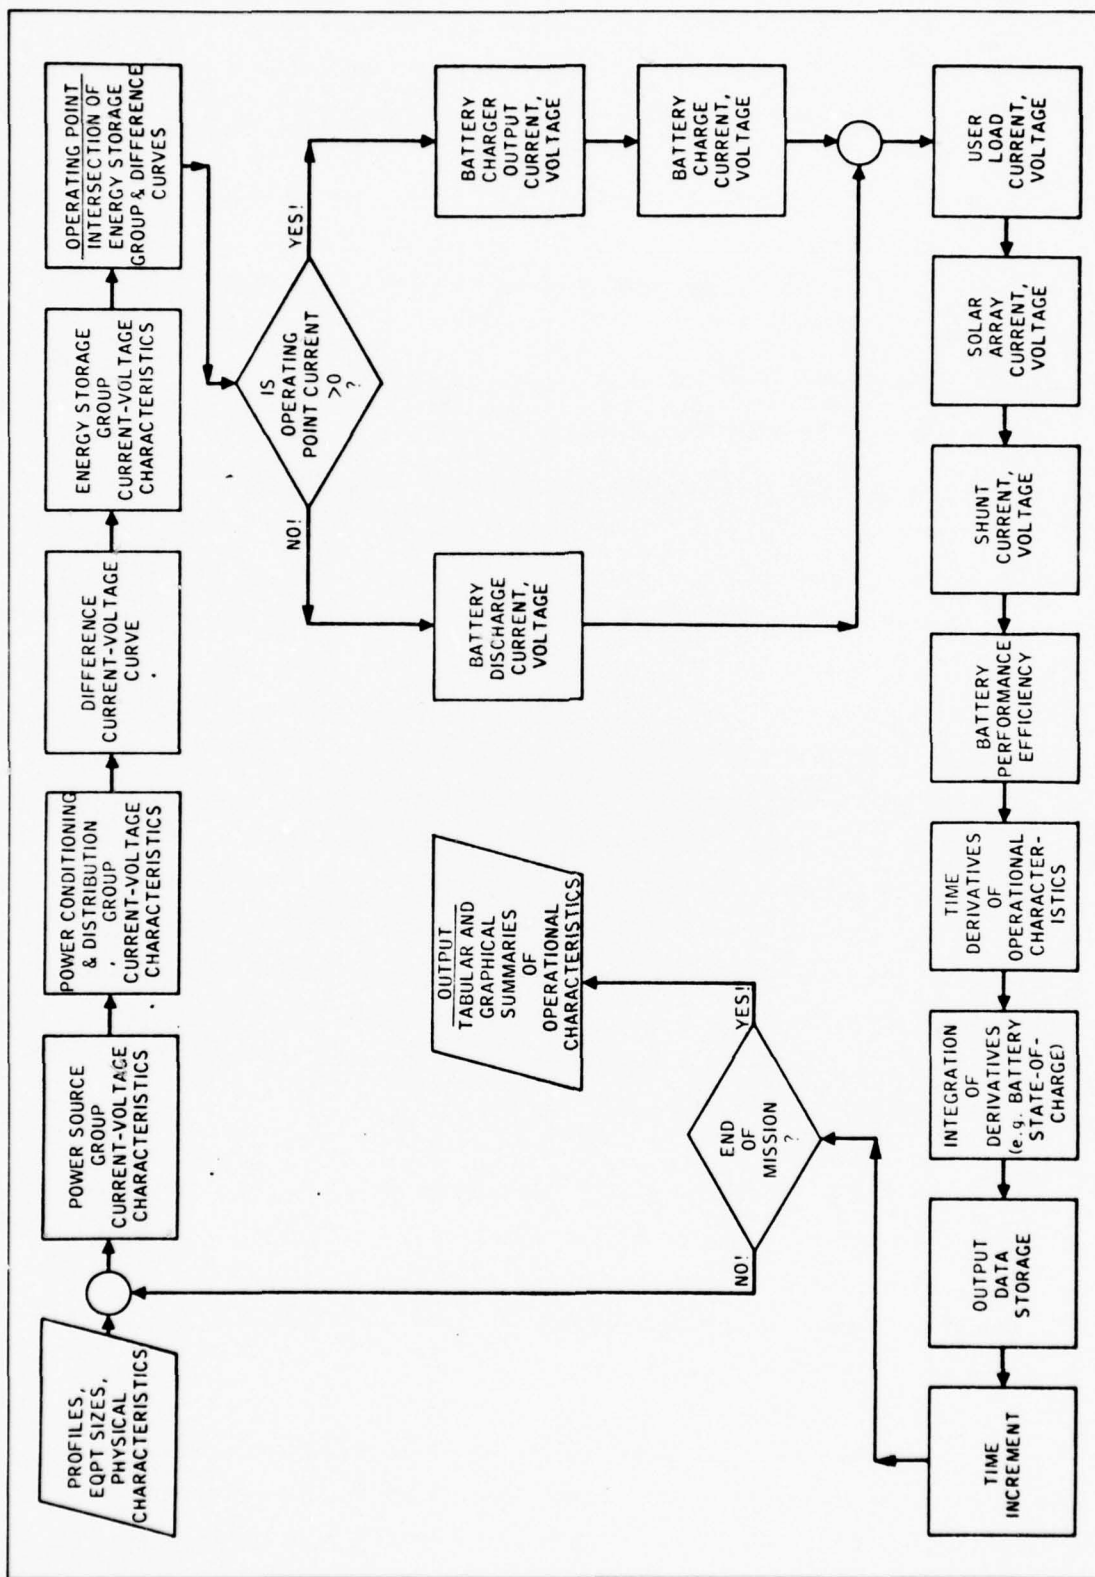 PROFILES,
EQPT SIZES,
PHYSICAL
CHARACTERISTICS
POWER SOURCE
GROUP
CURRENT-VOLTAGE
CHARACTERISTICS
POWER CONDITIONING
& DISTRIBUTION
GROUP
CURRENT-VOLTAGE
CHARACTERISTICS
DIFFERENCE
CURRENT-VOLTAGE
CURVE
ENERGY STORAGE
GROUP
CURRENT-VOLTAGE
CHARACTERISTICS
OPERATING POINT
INTERSECTION OF
ENERGY STORAGE
GROUP & DIFFERENCE
CURVES
IS
OPERATING
POINT CURRENT
>0
?
NO!
YES!
BATTERY
DISCHARGE
CURRENT,
VOLTAGE
BATTERY
CHARGER
OUTPUT
CURRENT,
VOLTAGE
BATTERY
CHARGE
CURRENT,
VOLTAGE
USER
LOAD
CURRENT,
VOLTAGE
SOLAR
ARRAY
CURRENT,
VOLTAGE
SHUNT
CURRENT,
VOLTAGE
BATTERY
PERFORMANCE
EFFICIENCY
TIME
DERIVATIVES
OF
OPERATIONAL
CHARACTER-
ISTICS
INTEGRATION
OF
DERIVATIVES
(e.g. BATTERY
STATE-OF-
CHARGE)
OUTPUT
DATA
STORAGE
TIME
INCREMENT
END
OF
MISSION
?
NO!
YES!
OUTPUT
TABULAR AND
GRAPHICAL
SUMMARIES
OF
OPERATIONAL
CHARACTERISTICS